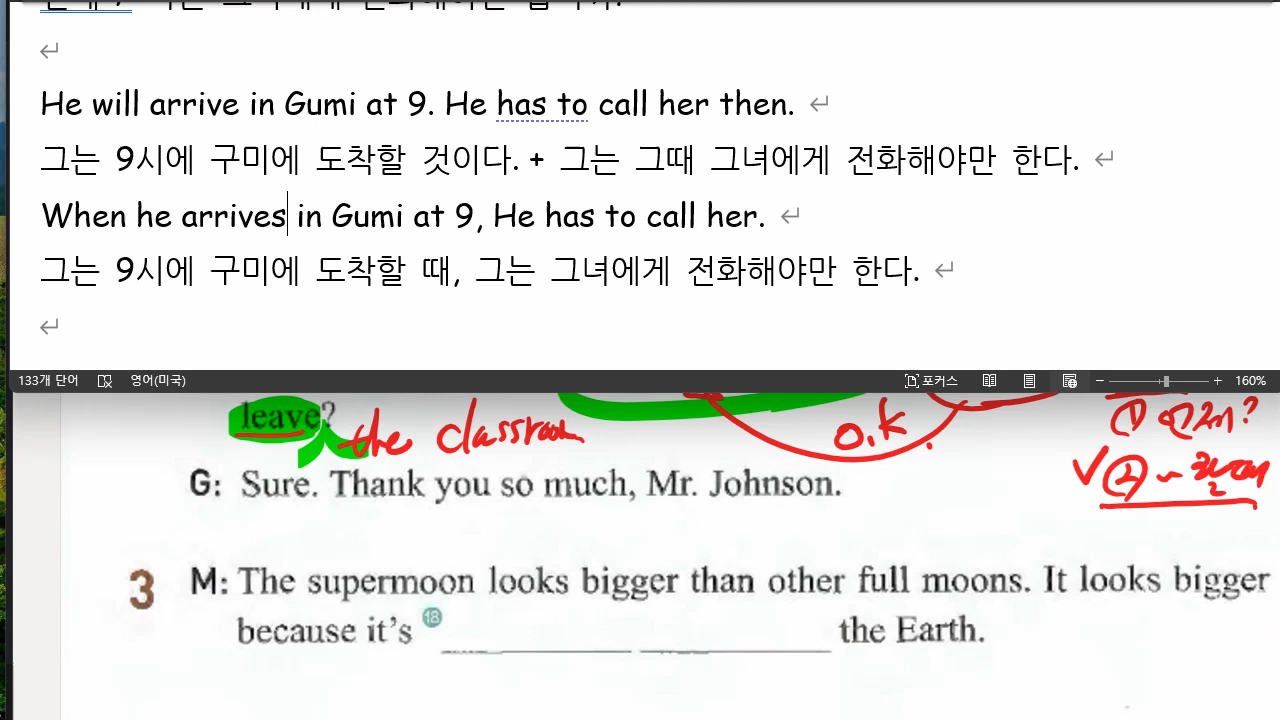 He will arrive in Gumi at 9. He has to call her then.
그는 9시에 구미에 도착할 것이다. + 그는 그때 그녀에게 전화해야만 한다.
When he arrives in Gumi at 9, He has to call her.
그는 9시에 구미에 도착할 때, 그는 그녀에게 전화해야만 한다.
133개 단어 영어(미국) 포커스 160%
leave? the classroom o.k ① 언제?
G: Sure. Thank you so much, Mr. Johnson.
✓ ② ~
3 M: The supermoon looks bigger than other full moons. It looks bigger
because it's ⑱ the Earth.